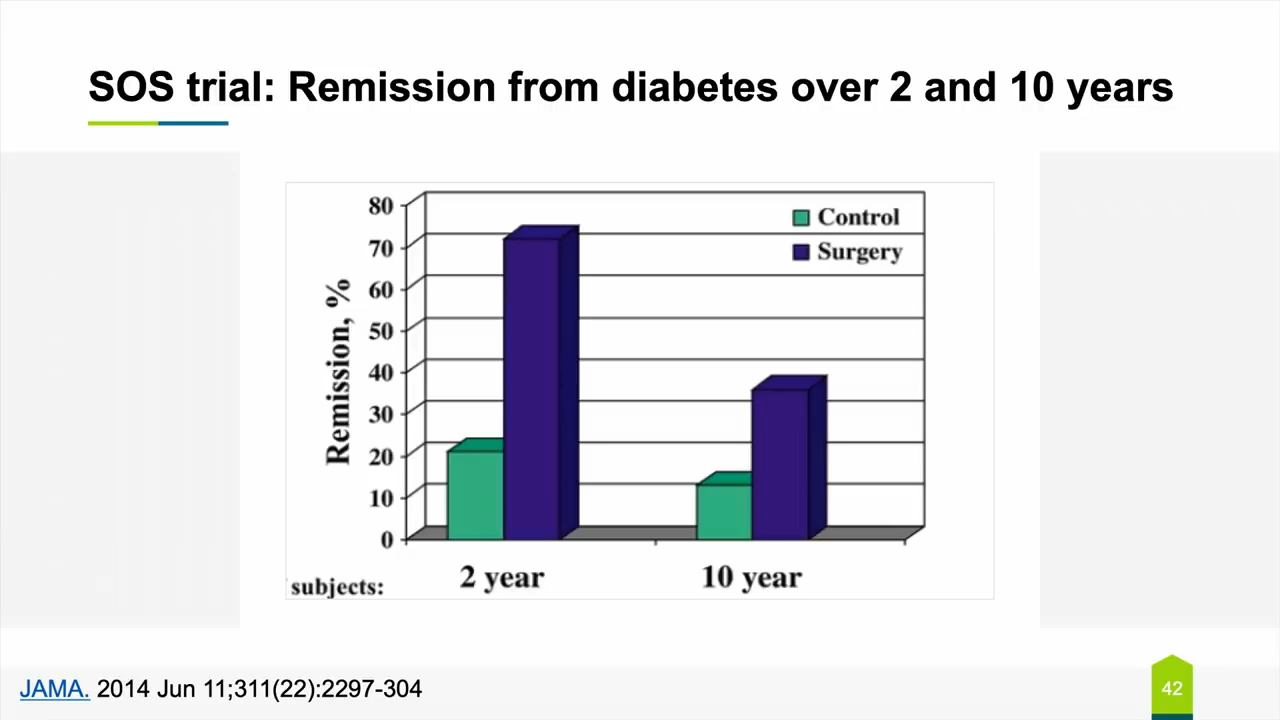 SOS trial: Remission from diabetes over 2 and 10 years
Control
Surgery
Remission, %
80
70
60
50
40
30
20
10
0
2 year
10 year
subjects:
JAMA. 2014 Jun 11;311(22):2297-304
42